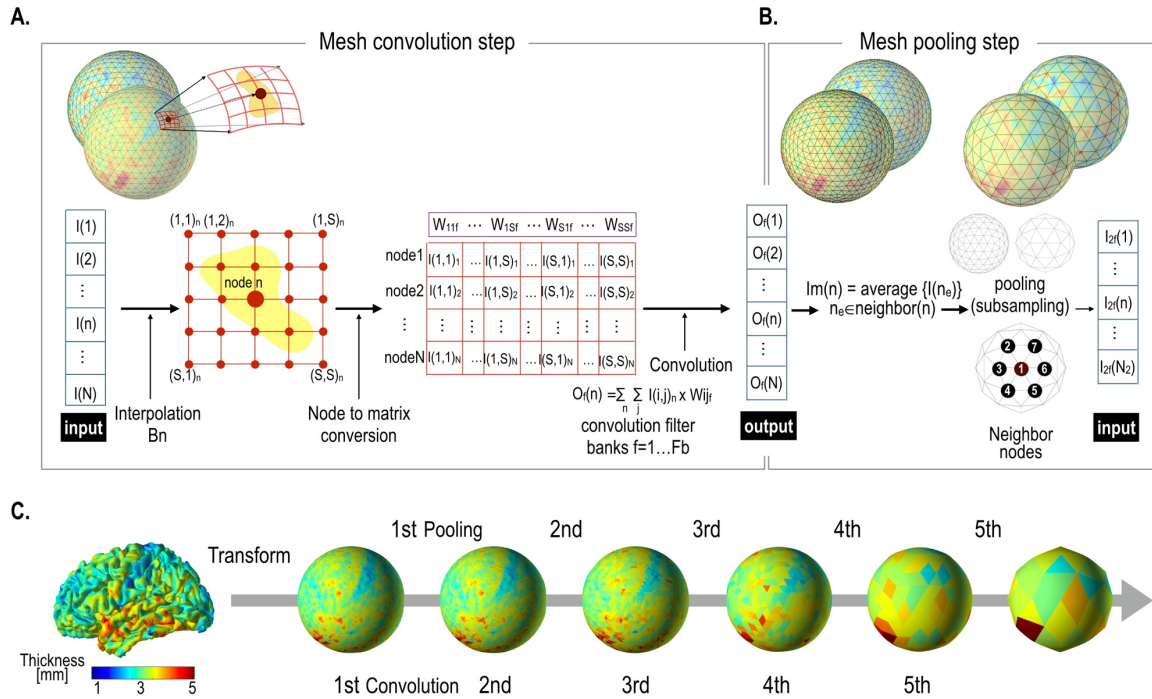 A.
Mesh convolution step
I(1)
I(2)
⋮
I(n)
⋮
I(N)
input
Interpolation
Bn
(1,1)n (1,2)n (1,S)n
node n
(S,1)n (S,S)n
Node to matrix
conversion
W11f ⋯ W1Sf ⋯ WS1f ⋯ WSSf
node1 I(1,1)1 ... I(1,S)1 ... I(S,1)1 ... I(S,S)1
node2 I(1,1)2 ... I(1,S)2 ... I(S,1)2 ... I(S,S)2
⋮ ⋮ ... ⋮ ... ⋮ ... ⋮
nodeN I(1,1)N ... I(1,S)N ... I(S,1)N ... I(S,S)N
Convolution
Of(n) =∑n ∑j I(i,j)n x Wijf
convolution filter
banks f=1...Fb
Of(1)
Of(2)
⋮
Of(n)
⋮
Of(N)
output
B.
Mesh pooling step
Im(n) = average {I(ne)}
ne∈neighbor(n)
pooling
(subsampling)
2 7
3 1 6
4 5
Neighbor
nodes
I2f(1)
⋮
I2f(n)
⋮
I2f(N2)
input
C.
Transform
1st Pooling 2nd 3rd 4th 5th
Thickness
[mm]
1 3 5
1st Convolution 2nd 3rd 4th 5th